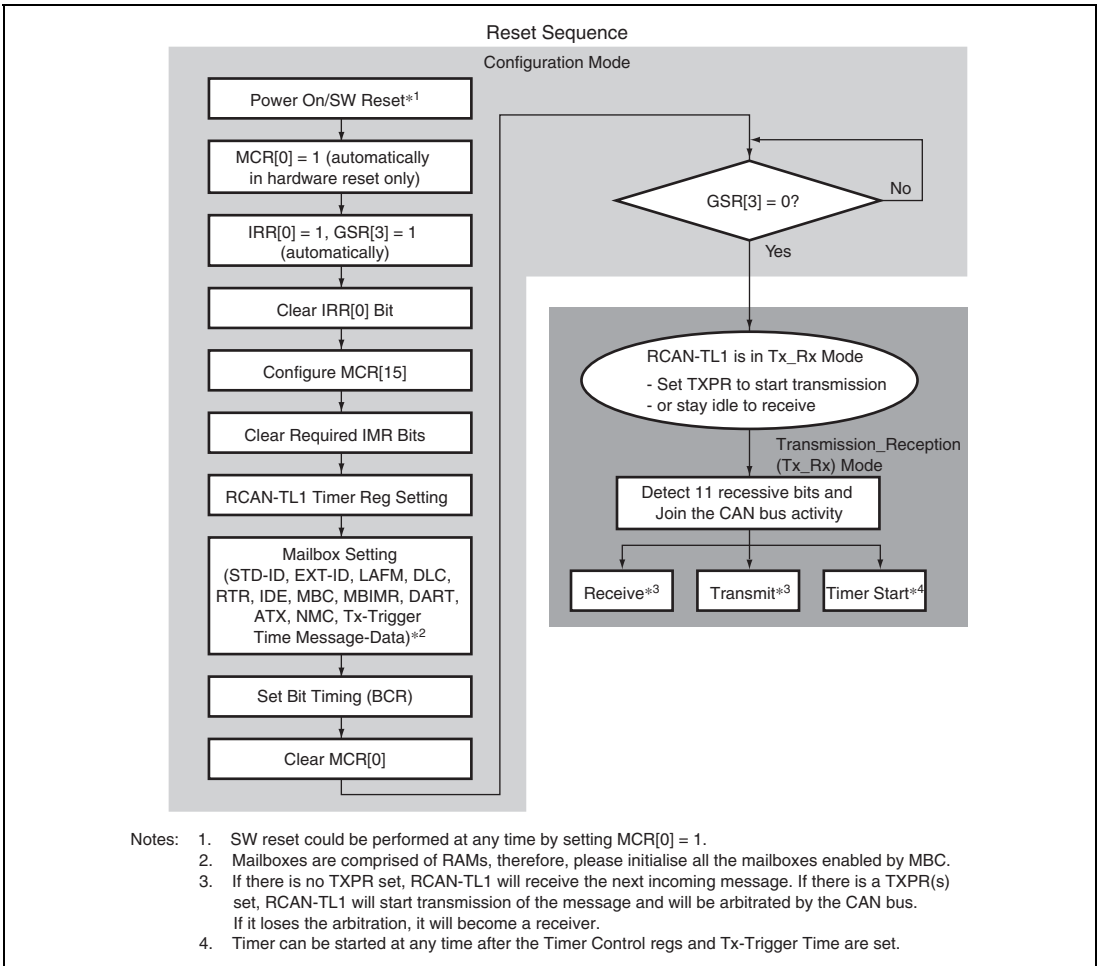 Reset Sequence
Configuration Mode
Power On/SW Reset*1
MCR[0] = 1 (automatically
in hardware reset only)
IRR[0] = 1, GSR[3] = 1
(automatically)
Clear IRR[0] Bit
Configure MCR[15]
Clear Required IMR Bits
RCAN-TL1 Timer Reg Setting
Mailbox Setting
(STD-ID, EXT-ID, LAFM, DLC,
RTR, IDE, MBC, MBIMR, DART,
ATX, NMC, Tx-Trigger
Time Message-Data)*2
Set Bit Timing (BCR)
Clear MCR[0]
GSR[3] = 0?
No
Yes
RCAN-TL1 is in Tx_Rx Mode
- Set TXPR to start transmission
- or stay idle to receive
Transmission_Reception
(Tx_Rx) Mode
Detect 11 recessive bits and
Join the CAN bus activity
Receive*3
Transmit*3
Timer Start*4
Notes: 1. SW reset could be performed at any time by setting MCR[0] = 1.
2. Mailboxes are comprised of RAMs, therefore, please initialise all the mailboxes enabled by MBC.
3. If there is no TXPR set, RCAN-TL1 will receive the next incoming message. If there is a TXPR(s)
set, RCAN-TL1 will start transmission of the message and will be arbitrated by the CAN bus.
If it loses the arbitration, it will become a receiver.
4. Timer can be started at any time after the Timer Control regs and Tx-Trigger Time are set.